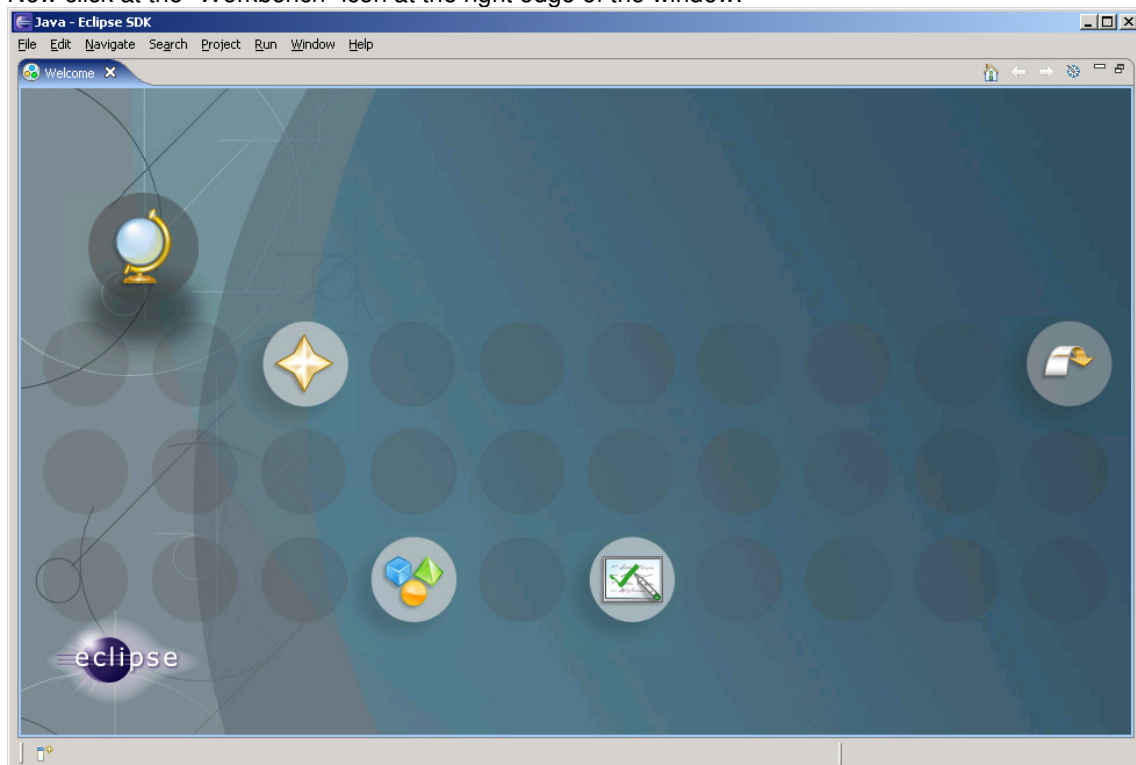 Now click at the "Workbench" icon at the right edge of the window.
Java - Eclipse SDK
File Edit Navigate Search Project Run Window Help
Welcome
eclipse